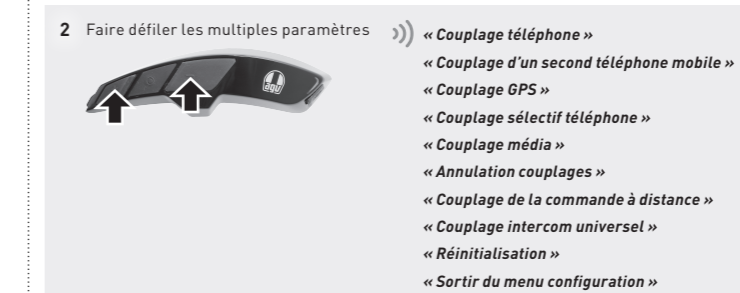 2 Faire défiler les multiples paramètres
agv
« Couplage téléphone »
« Couplage d'un second téléphone mobile »
« Couplage GPS »
« Couplage sélectif téléphone »
« Couplage média »
« Annulation couplages »
« Couplage de la commande à distance »
« Couplage intercom universel »
« Réinitialisation »
« Sortir du menu configuration »